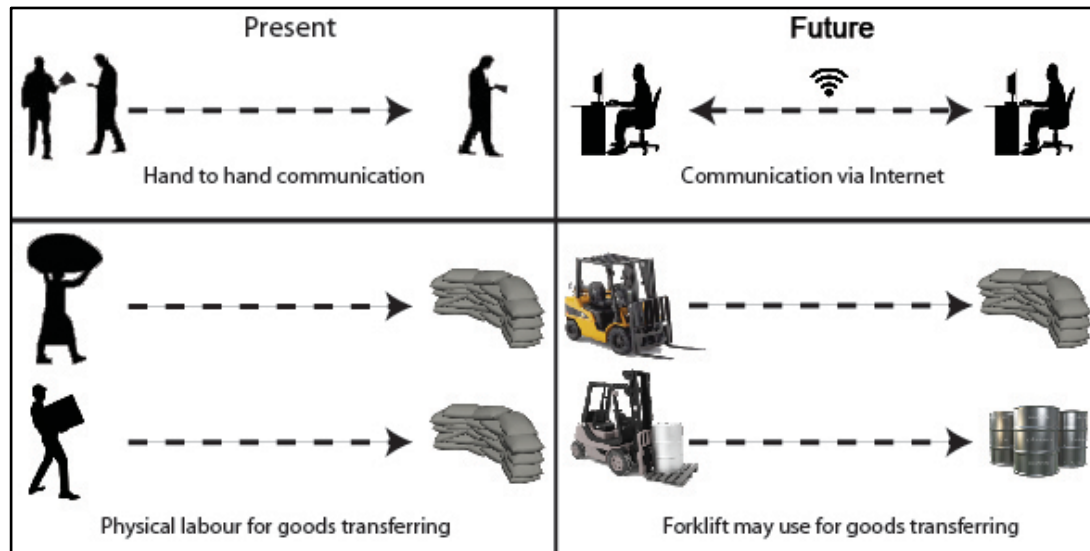 Present
Future
Hand to hand communication
Communication via Internet
Physical labour for goods transferring
Forklift may use for goods transferring